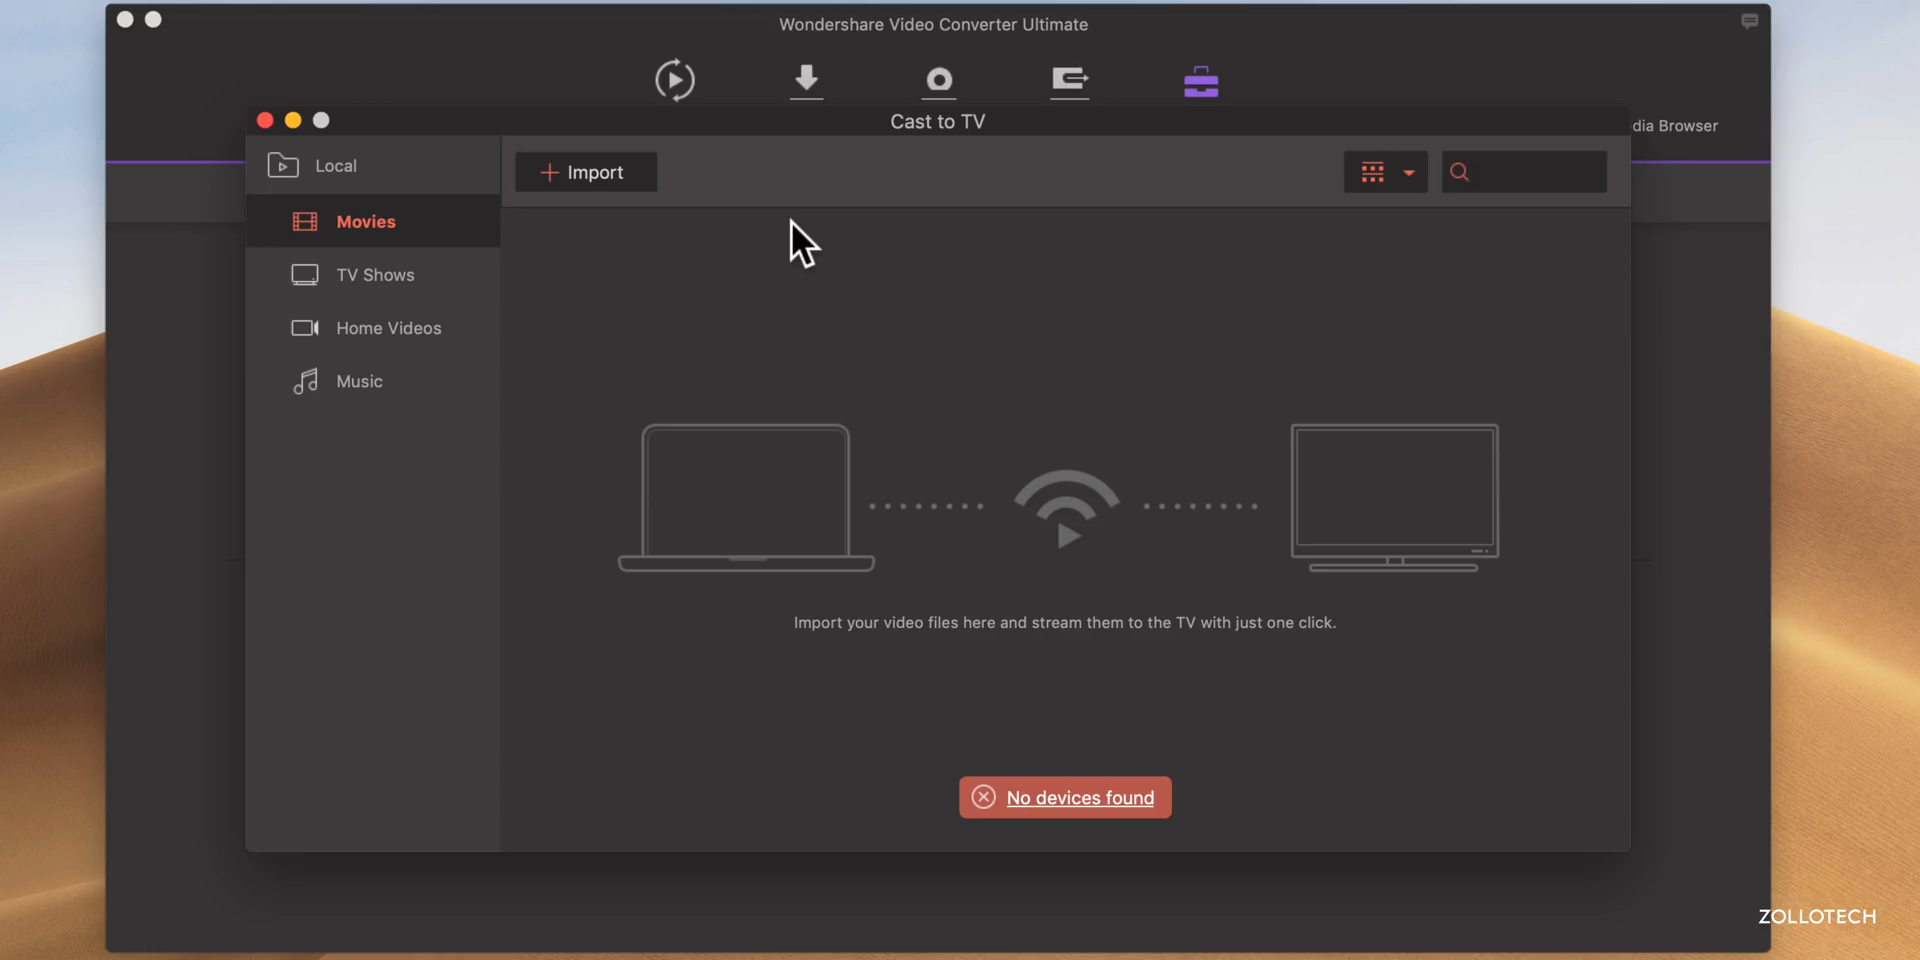 Wondershare Video Converter Ultimate
Cast to TV
dia Browser
Local
Import
Movies
TV Shows
Home Videos
Music
Import your video files here and stream them to the TV with just one click.
No devices found
ZOLLOTECH